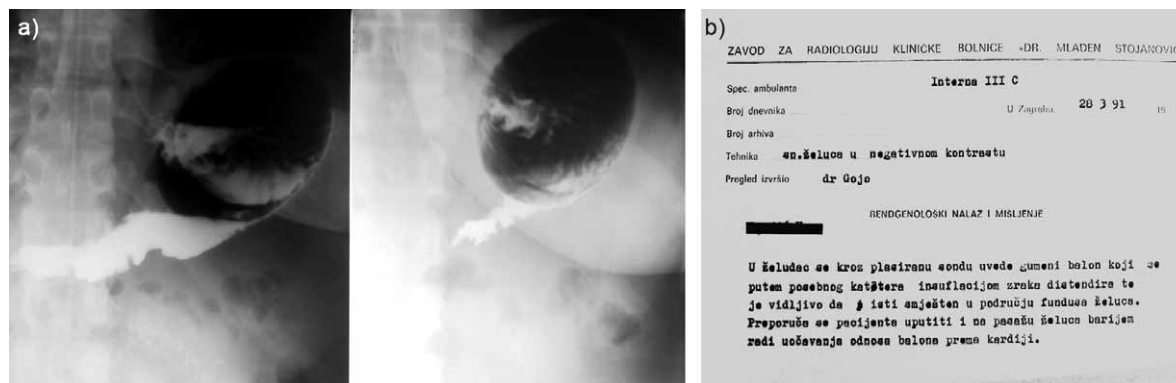 a)
b)
ZAVOD ZA RADIOLOGIJU KLINICKE BOLNICE »DR. MLADEN STOJANOVIC
Interna III C
Spec. ambulanta
Broj dnevnika
U Zagrebu, 28 3 91 19
Broj arhiva
Tehnika sn.želuca u negativnom kontrastu
Pregled izvršio dr Gojo
RENDGENOLOŠKI NALAZ I MIŠLJENJE
U želudac se kroz plasiranu sondu uvede gumeni balon koji se
putem posebnog katetera insuflacijom zraka distendira te
je vidljivo da isti smješten u području fundusa želuca.
Preporuča se pacijenta uputiti i na pasažu želuca barijem
radi uočavanja odnosa balona prema kardiji.